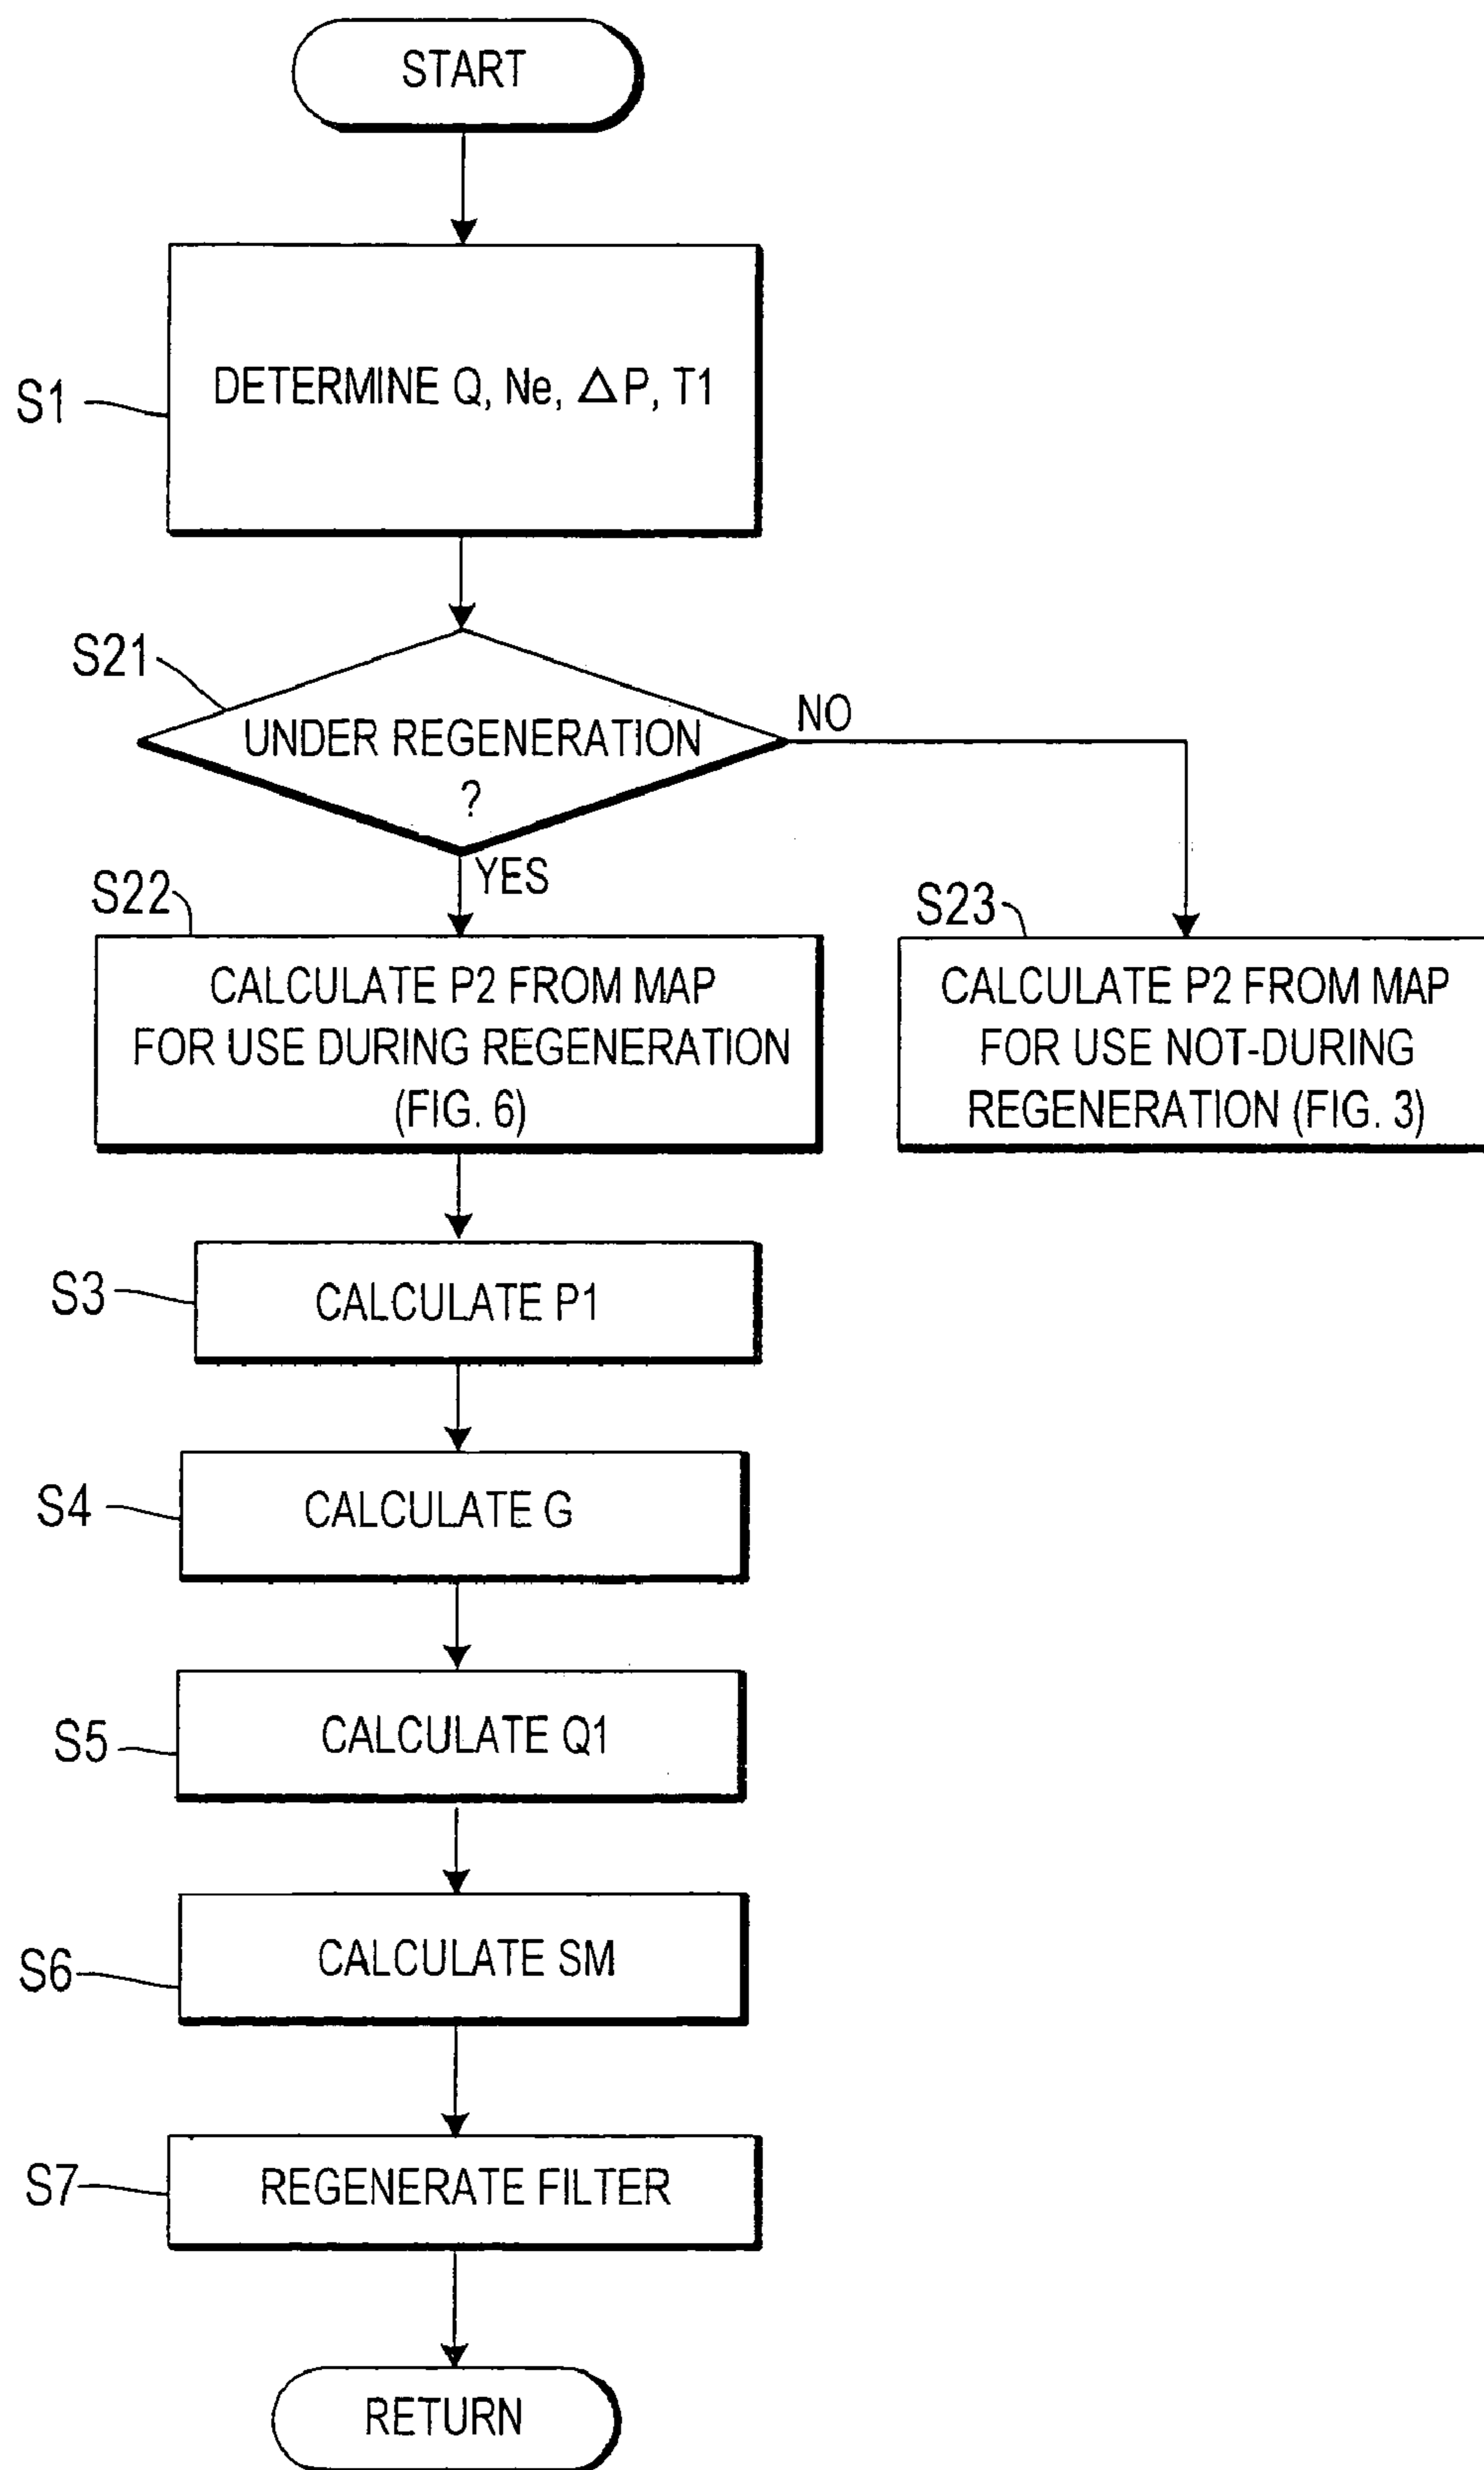 START
S1
DETERMINE Q, Ne, △P, T1
S21
UNDER REGENERATION
?
NO
YES
S22
CALCULATE P2 FROM MAP
FOR USE DURING REGENERATION
(FIG. 6)
S23
CALCULATE P2 FROM MAP
FOR USE NOT-DURING
REGENERATION (FIG. 3)
S3
CALCULATE P1
S4
CALCULATE G
S5
CALCULATE Q1
S6
CALCULATE SM
S7
REGENERATE FILTER
RETURN